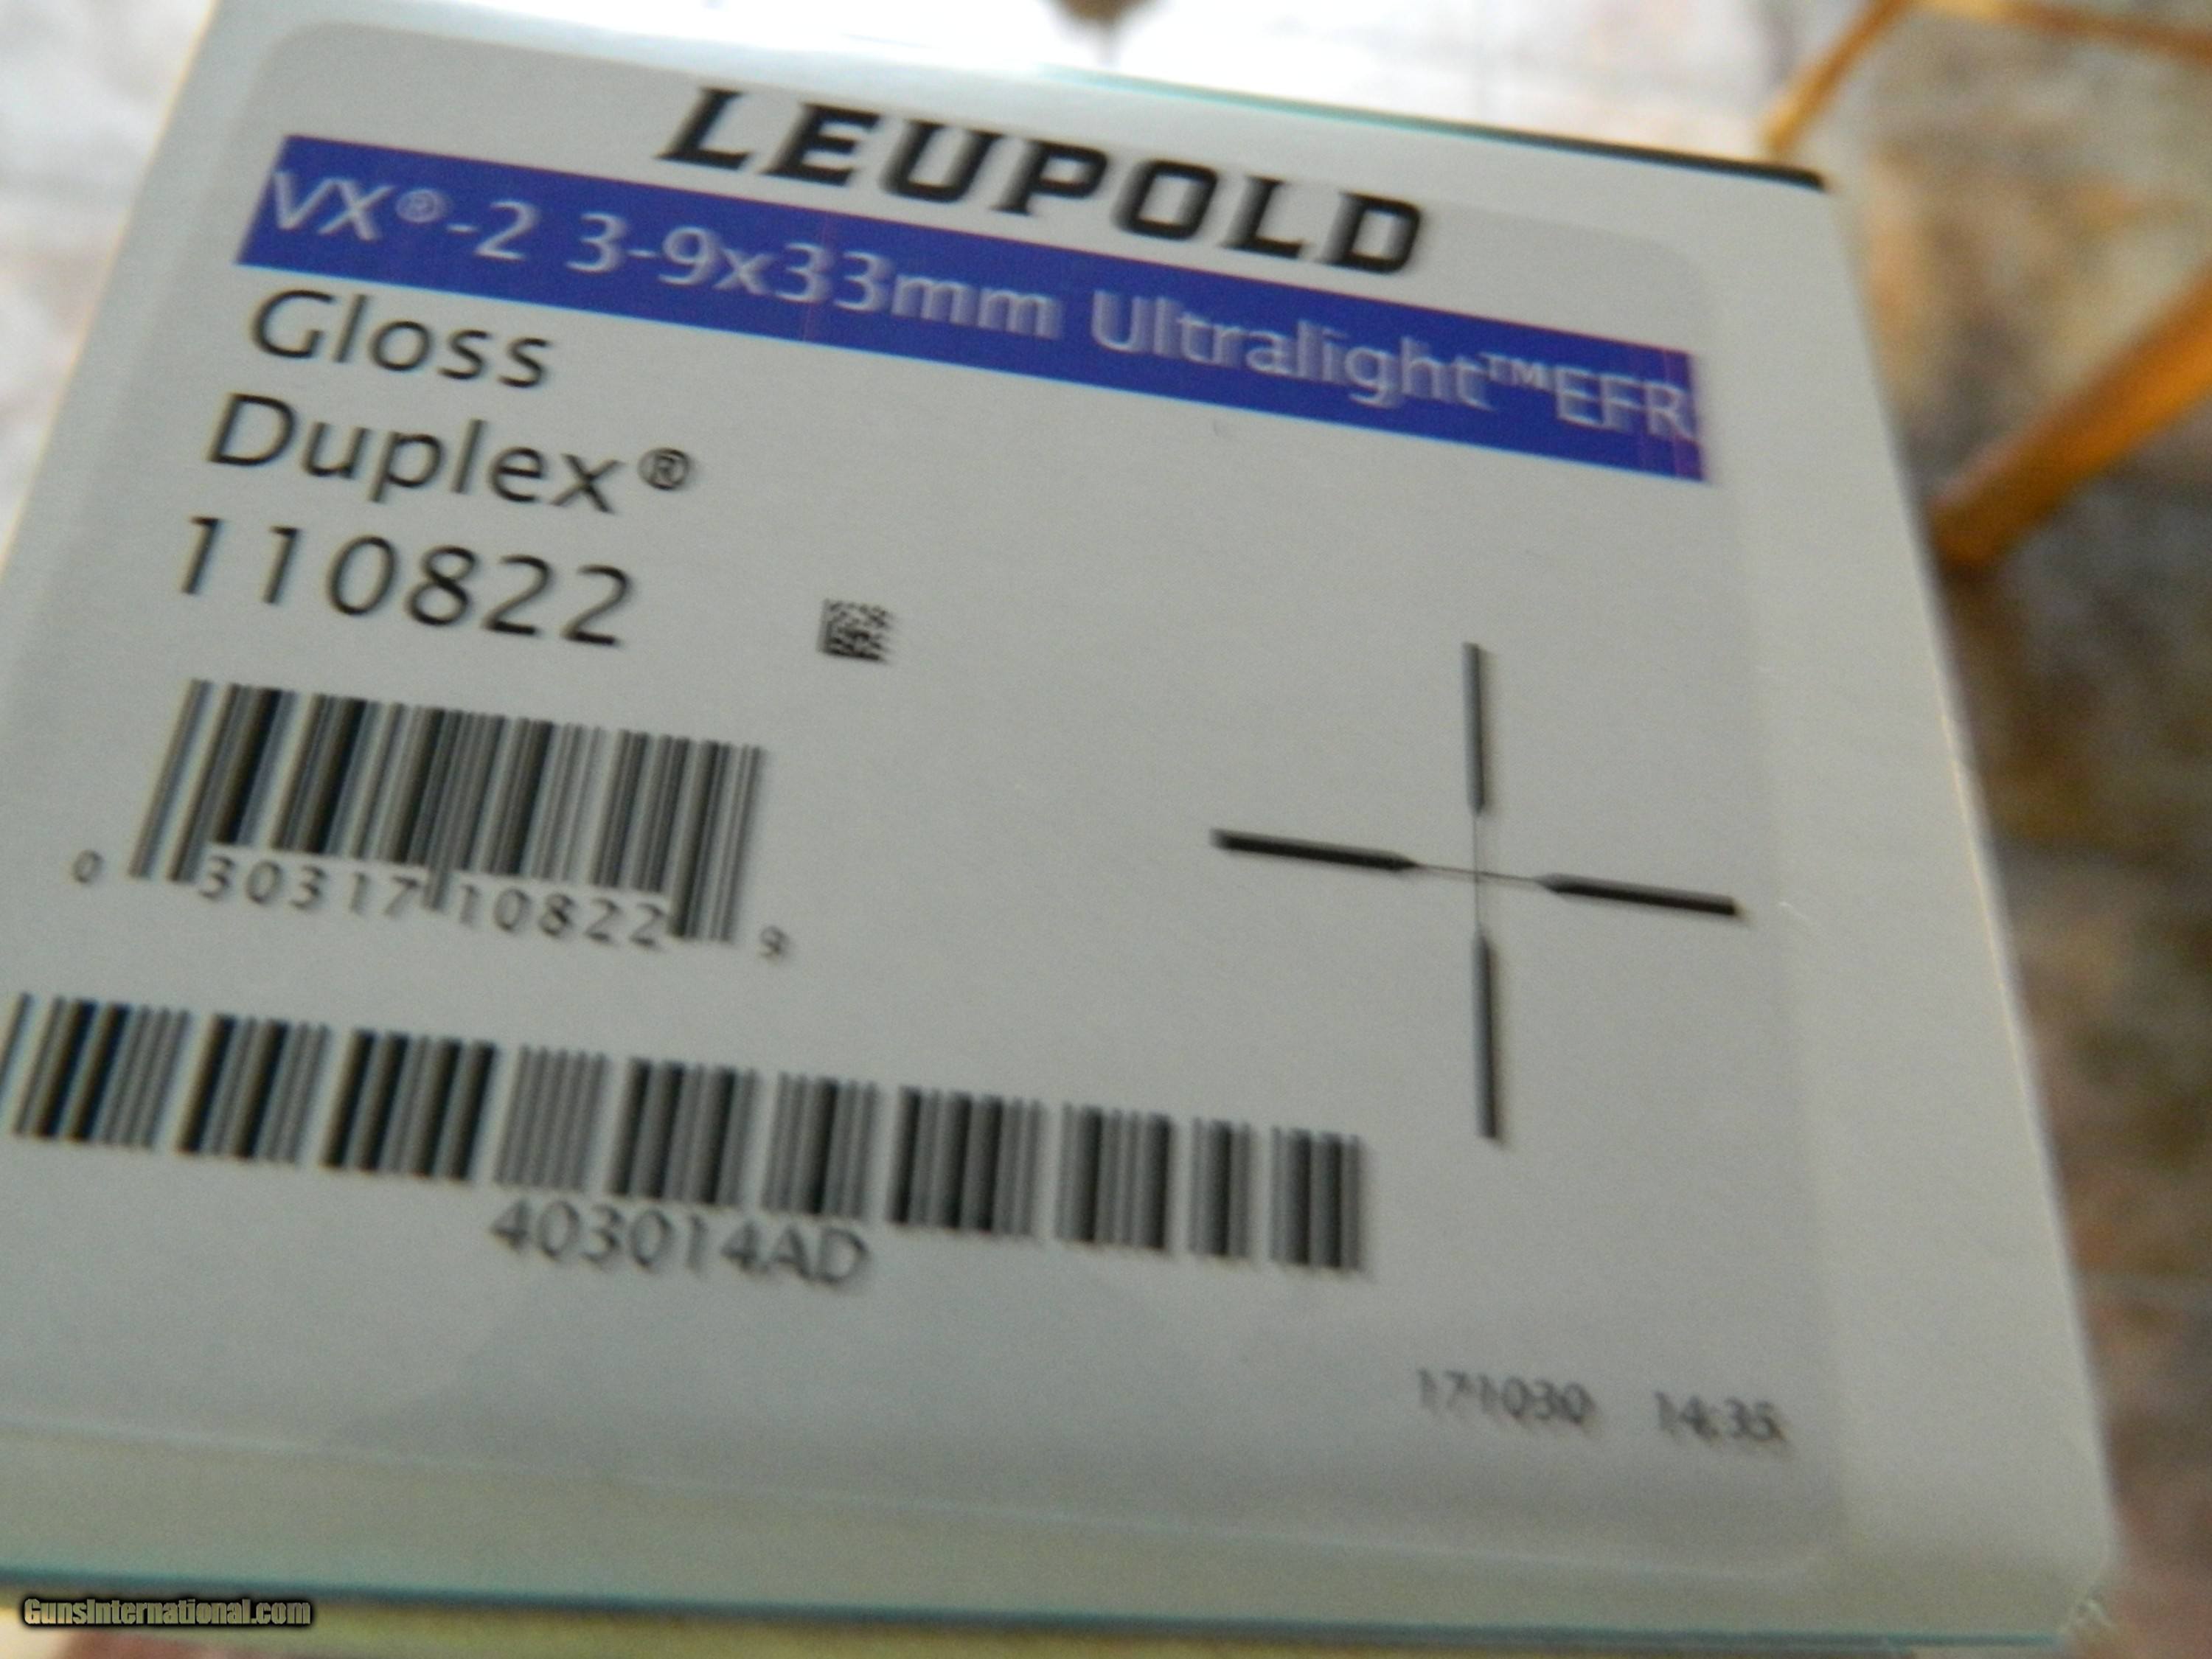 LEUPOLD
VX®-2 3-9x33mm Ultralight™EFR
Gloss
Duplex®
110822
0 30317 10822 9
403014AD
171030 14:35
GunsInternational.com